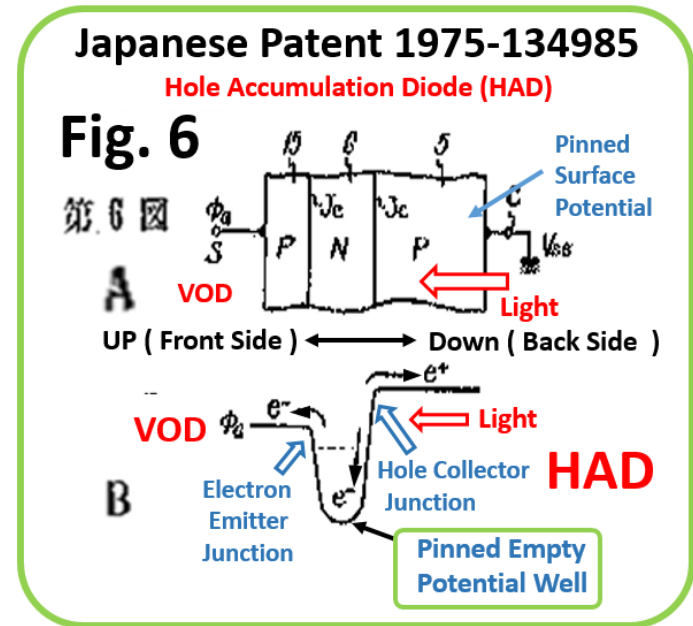 Japanese Patent 1975-134985
Hole Accumulation Diode (HAD)
Fig. 6
第 6 図
15 6 5
Pinned
Surface
Potential
ΦG
S
Jc
Jc
C
P N P
VSS
A
VOD
Light
UP ( Front Side ) Down ( Back Side )
e+
VOD ΦG e-
Light
Hole Collector
Junction
HAD
Electron
Emitter
Junction
e-
B
Pinned Empty
Potential Well